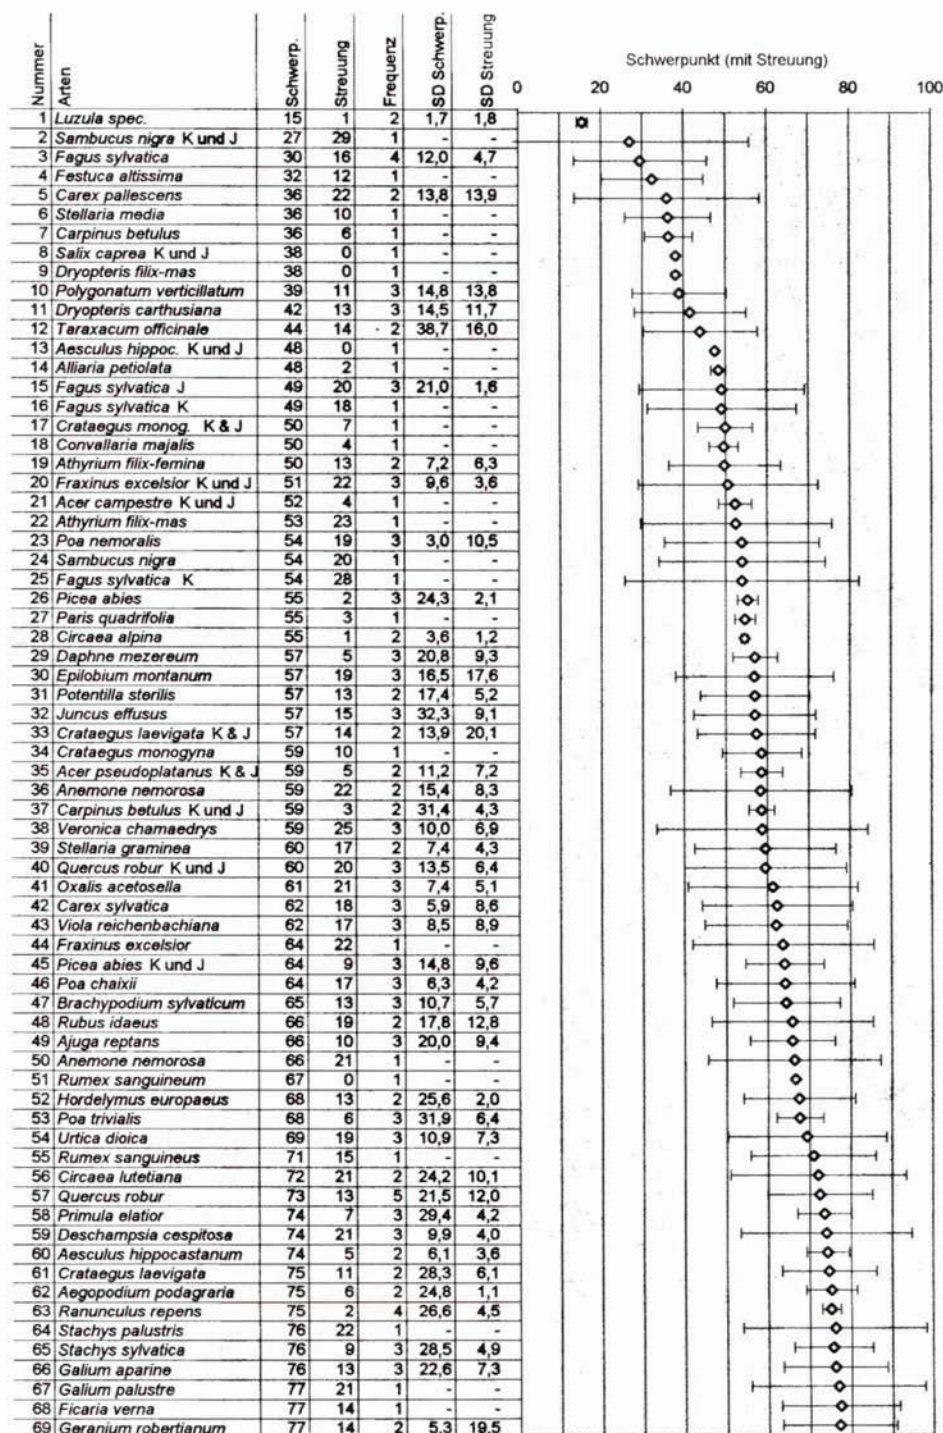 Nummer Arten Schwerp. Streuung Frequenz SD Schwerp. SD Streuung
Schwerpunkt (mit Streuung)
0 20 40 60 80 100
1 Luzula spec. 15 1 2 1,7 1,8
2 Sambucus nigra K und J 27 29 1 - -
3 Fagus sylvatica 30 16 4 12,0 4,7
4 Festuca altissima 32 12 1 - -
5 Carex pallescens 36 22 2 13,8 13,9
6 Stellaria media 36 10 1 - -
7 Carpinus betulus 36 6 1 - -
8 Salix caprea K und J 38 0 1 - -
9 Dryopteris filix-mas 38 0 1 - -
10 Polygonatum verticillatum 39 11 3 14,8 13,8
11 Dryopteris carthusiana 42 13 3 14,5 11,7
12 Taraxacum officinale 44 14 2 38,7 16,0
13 Aesculus hippoc. K und J 48 0 1 - -
14 Alliaria petiolata 48 2 1 - -
15 Fagus sylvatica J 49 20 3 21,0 1,6
16 Fagus sylvatica K 49 18 1 - -
17 Crataegus monog. K & J 50 7 1 - -
18 Convallaria majalis 50 4 1 - -
19 Athyrium filix-femina 50 13 2 7,2 6,3
20 Fraxinus excelsior K und J 51 22 3 9,6 3,6
21 Acer campestre K und J 52 4 1 - -
22 Athyrium filix-mas 53 23 1 - -
23 Poa nemoralis 54 19 3 3,0 10,5
24 Sambucus nigra 54 20 1 - -
25 Fagus sylvatica K 54 28 1 - -
26 Picea abies 55 2 3 24,3 2,1
27 Paris quadrifolia 55 3 1 - -
28 Circaea alpina 55 1 2 3,6 1,2
29 Daphne mezereum 57 5 3 20,8 9,3
30 Epilobium montanum 57 19 3 16,5 17,6
31 Potentilla sterilis 57 13 2 17,4 5,2
32 Juncus effusus 57 15 3 32,3 9,1
33 Crataegus laevigata K & J 57 14 2 13,9 20,1
34 Crataegus monogyna 59 10 1 - -
35 Acer pseudoplatanus K & J 59 5 2 11,2 7,2
36 Anemone nemorosa 59 22 2 15,4 8,3
37 Carpinus betulus K und J 59 3 2 31,4 4,3
38 Veronica chamaedrys 59 25 3 10,0 6,9
39 Stellaria graminea 60 17 2 7,4 4,3
40 Quercus robur K und J 60 20 3 13,5 6,4
41 Oxalis acetosella 61 21 3 7,4 5,1
42 Carex sylvatica 62 18 3 5,9 8,6
43 Viola reichenbachiana 62 17 3 8,5 8,9
44 Fraxinus excelsior 64 22 1 - -
45 Picea abies K und J 64 9 3 14,8 9,6
46 Poa chaixii 64 17 3 6,3 4,2
47 Brachypodium sylvaticum 65 13 3 10,7 5,7
48 Rubus idaeus 66 19 2 17,8 12,8
49 Ajuga reptans 66 10 3 20,0 9,4
50 Anemone nemorosa 66 21 1 - -
51 Rumex sanguineum 67 0 1 - -
52 Hordelymus europaeus 68 13 2 25,6 2,0
53 Poa trivialis 68 6 3 31,9 6,4
54 Urtica dioica 69 19 3 10,9 7,3
55 Rumex sanguineus 71 15 1 - -
56 Circaea lutetiana 72 21 2 24,2 10,1
57 Quercus robur 73 13 5 21,5 12,0
58 Primula elatior 74 7 3 29,4 4,2
59 Deschampsia cespitosa 74 21 3 9,9 4,0
60 Aesculus hippocastanum 74 5 2 6,1 3,6
61 Crataegus laevigata 75 11 2 28,3 6,1
62 Aegopodium podagraria 75 6 2 24,8 1,1
63 Ranunculus repens 75 2 4 26,6 4,5
64 Stachys palustris 76 22 1 - -
65 Stachys sylvatica 76 9 3 28,5 4,9
66 Galium aparine 76 13 3 22,6 7,3
67 Galium palustre 77 21 1 - -
68 Ficaria verna 77 14 1 - -
69 Geranium robertianum 77 14 2 5,3 19,5